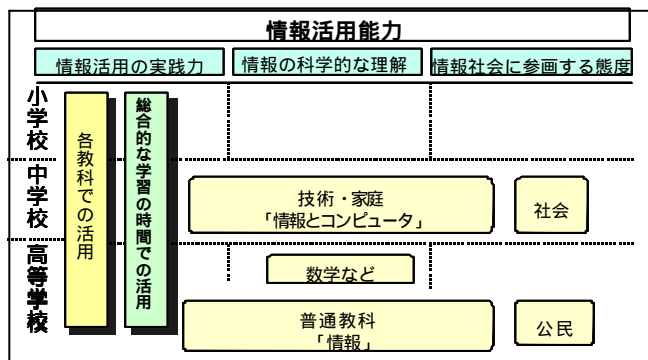 情報活用能力
情報活用の実践力
情報の科学的な理解
情報社会に参画する態度
小学校
中学校
高等学校
各教科での活用
総合的な学習の時間での活用
技術・家庭
「情報とコンピュータ」
社会
数学など
普通教科
「情報」
公民